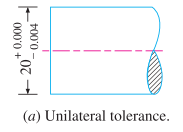 20 + 0.000 − 0.004
(a) Unilateral tolerance.